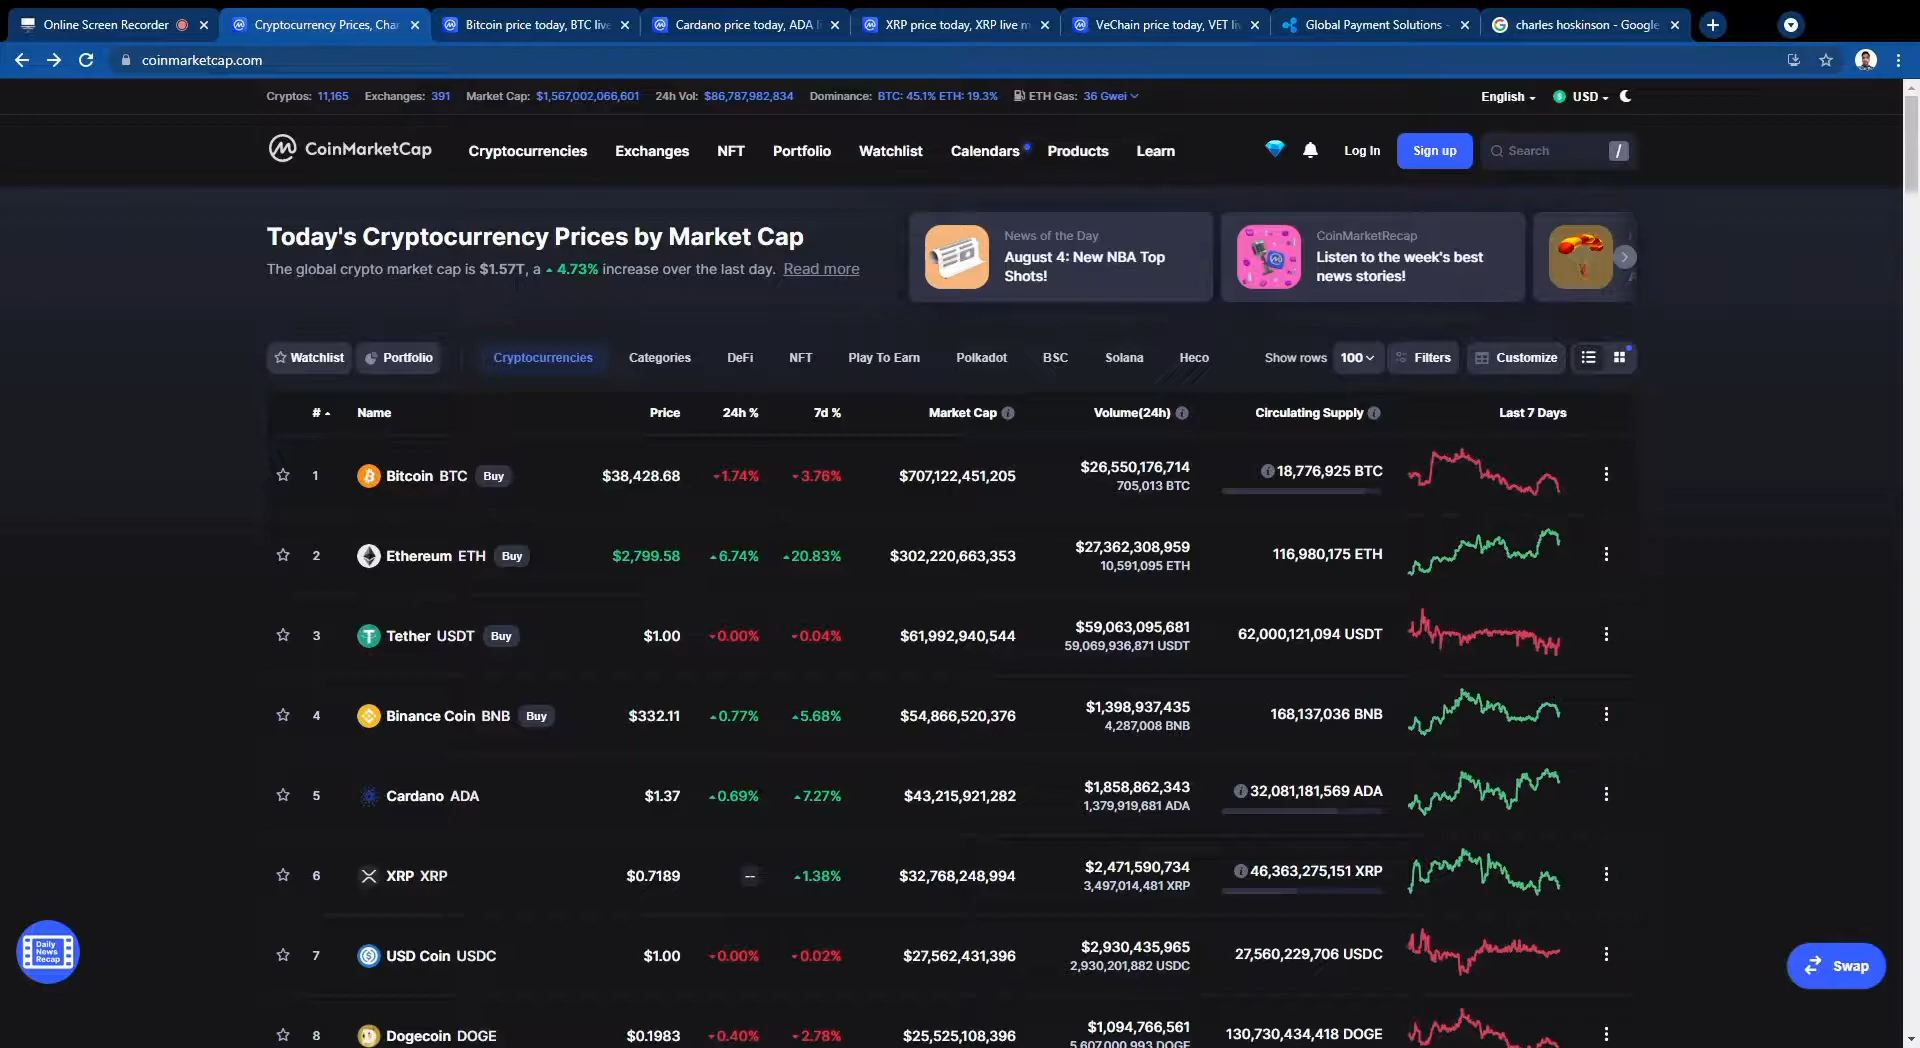 Online Screen Recorder
Cryptocurrency Prices, Cha
Bitcoin price today, BTC live
Cardano price today, ADA l
XRP price today, XRP live m
VeChain price today, VET li
Global Payment Solutions -
charles hoskinson - Google
coinmarketcap.com
Cryptos: 11,165 Exchanges: 391 Market Cap: $1,567,002,066,601 24h Vol: $86,787,982,834 Dominance: BTC: 45.1% ETH: 19.3% ETH Gas: 36 Gwei
English USD
CoinMarketCap Cryptocurrencies Exchanges NFT Portfolio Watchlist Calendars Products Learn Log In Sign up Search /
Today's Cryptocurrency Prices by Market Cap
The global crypto market cap is $1.57T, a 4.73% increase over the last day. Read more
News of the Day
August 4: New NBA Top
Shots!
CoinMarketRecap
Listen to the week's best
news stories!
Watchlist Portfolio Cryptocurrencies Categories DeFi NFT Play To Earn Polkadot BSC Solana Heco Show rows 100 Filters Customize
# Name Price 24h % 7d % Market Cap Volume(24h) Circulating Supply Last 7 Days
1 Bitcoin BTC Buy $38,428.68 1.74% 3.76% $707,122,451,205 $26,550,176,714 18,776,925 BTC
705,013 BTC
2 Ethereum ETH Buy $2,799.58 6.74% 20.83% $302,220,663,353 $27,362,308,959 116,980,175 ETH
10,591,095 ETH
3 Tether USDT Buy $1.00 0.00% 0.04% $61,992,940,544 $59,063,095,681 62,000,121,094 USDT
59,069,936,871 USDT
4 Binance Coin BNB Buy $332.11 0.77% 5.68% $54,866,520,376 $1,398,937,435 168,137,036 BNB
4,287,008 BNB
5 Cardano ADA $1.37 0.69% 7.27% $43,215,921,282 $1,858,862,343 32,081,181,569 ADA
1,379,919,681 ADA
6 XRP XRP $0.7189 -- 1.38% $32,768,248,994 $2,471,590,734 46,363,275,151 XRP
3,497,014,481 XRP
7 USD Coin USDC $1.00 0.00% 0.02% $27,562,431,396 $2,930,435,965 27,560,229,706 USDC
2,930,201,882 USDC
8 Dogecoin DOGE $0.1983 0.40% 2.78% $25,525,108,396 $1,094,766,561 130,730,434,418 DOGE
5,607,000,993 DOGE
Daily
News
Recap
Swap